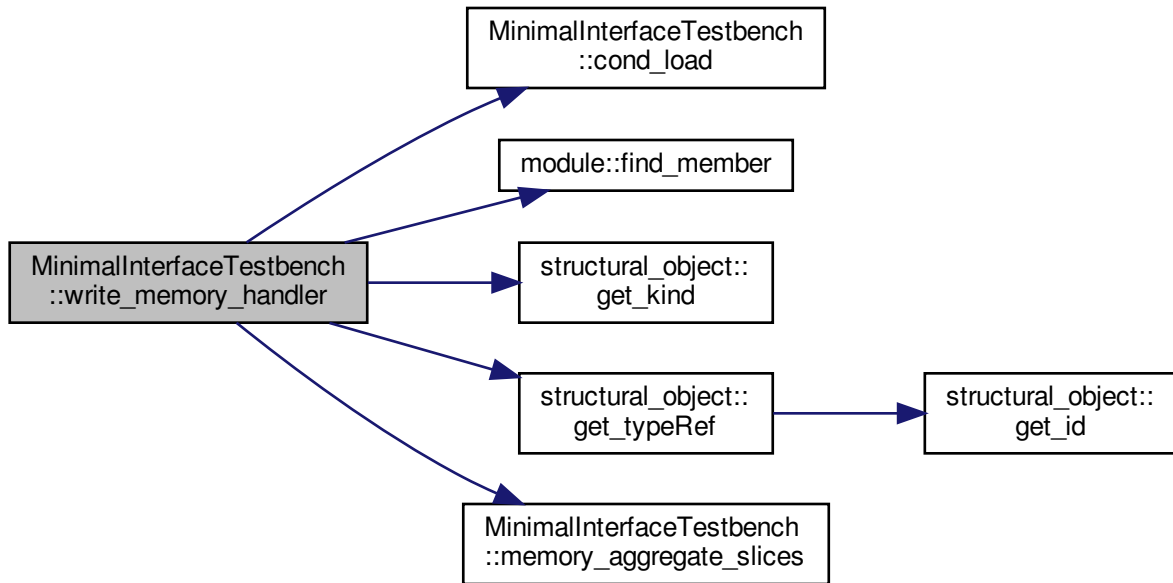 MinimalInterfaceTestbench
::cond_load
module::find_member
MinimalInterfaceTestbench
::write_memory_handler
structural_object::
get_kind
structural_object::
get_typeRef
structural_object::
get_id
MinimalInterfaceTestbench
::memory_aggregate_slices